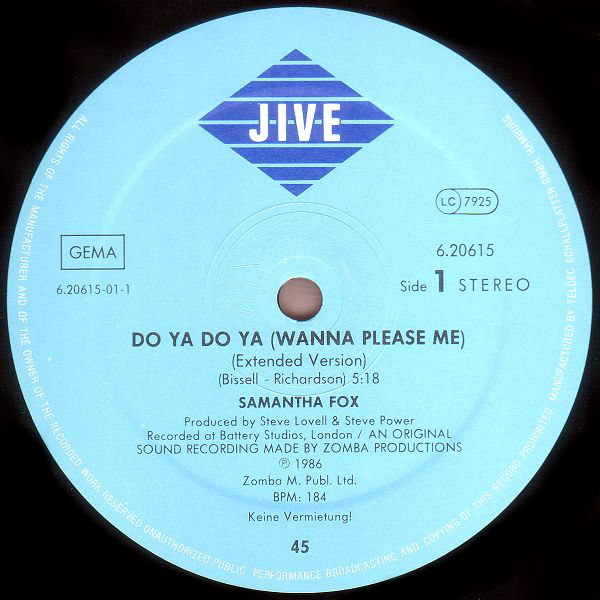 JIVE
LC 7925
GEMA
6.20615-01-1
6.20615
Side 1 STEREO
DO YA DO YA (WANNA PLEASE ME)
(Extended Version)
(Bissell - Richardson) 5:18
SAMANTHA FOX
Produced by Steve Lovell & Steve Power
Recorded at Battery Studios, London / AN ORIGINAL
SOUND RECORDING MADE BY ZOMBA PRODUCTIONS
℗ 1986
Zomba M. Publ. Ltd.
BPM: 184
Keine Vermietung!
45
ALL RIGHTS OF THE MANUFACTURER AND OF THE OWNER OF THE RECORDED WORK RESERVED UNAUTHORIZED PUBLIC PERFORMANCE BROADCASTING AND COPYING OF THIS RECORD PROHIBITED. MANUFACTURED BY TELDEC SCHALLPLATTEN GMBH, HAMBURG